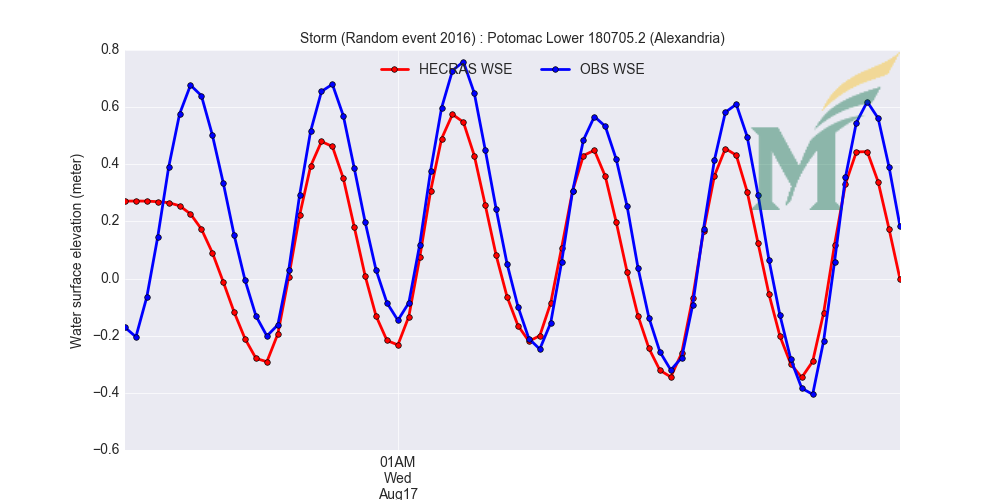 Storm (Random event 2016) : Potomac Lower 180705.2 (Alexandria)
HECRAS WSE
OBS WSE
M
Water surface elevation (meter)
0.8
0.6
0.4
0.2
0.0
−0.2
−0.4
−0.6
01AM
Wed
Aug17